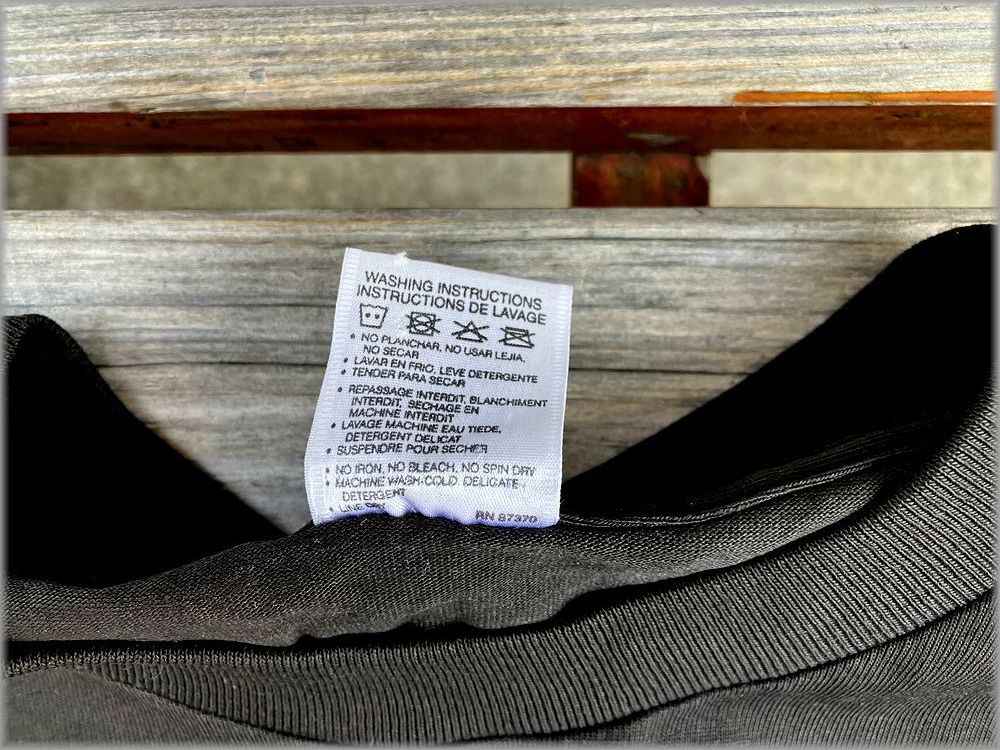 WASHING INSTRUCTIONS
INSTRUCTIONS DE LAVAGE
• NO PLANCHAR, NO USAR LEJIA,
NO SECAR
• LAVAR EN FRIO, LEVE DETERGENTE
• TENDER PARA SECAR
• REPASSAGE INTERDIT, BLANCHIMENT
INTERDIT, SECHAGE EN
MACHINE INTERDIT
• LAVAGE MACHINE EAU TIEDE,
DETERGENT DELICAT
• SUSPENDRE POUR SECHER
• NO IRON, NO BLEACH, NO SPIN DRY
• MACHINE WASH-COLD, DELICATE
DETERGENT
• LINE
RN 87370